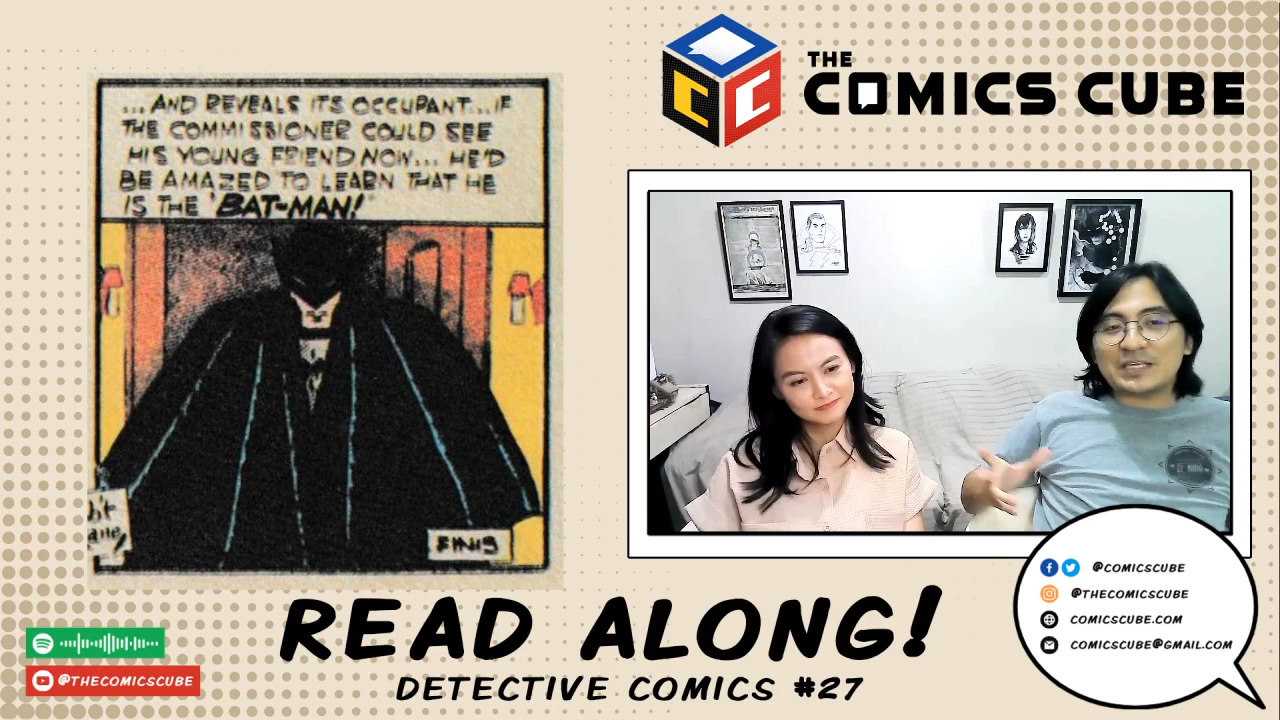 ...AND REVEALS ITS OCCUPANT...IF
THE COMMISSIONER COULD SEE
HIS YOUNG FRIEND NOW... HE'D
BE AMAZED TO LEARN THAT HE
IS THE 'BAT-MAN!'
FINIS
THE
COMICS CUBE
@COMICSCUBE
@THECOMICSCUBE
COMICSCUBE.COM
COMICSCUBE@GMAIL.COM
READ ALONG!
DETECTIVE COMICS #27
@THECOMICSCUBE